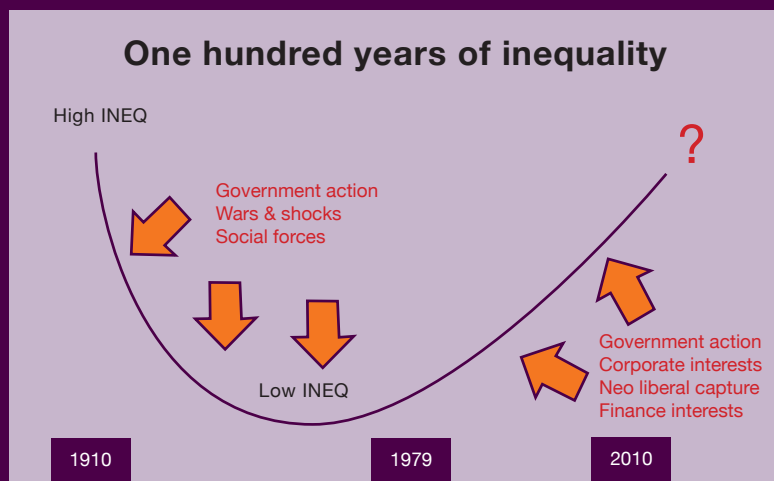 One hundred years of inequality
High INEQ
?
Government action
Wars & shocks
Social forces
Low INEQ
Government action
Corporate interests
Neo liberal capture
Finance interests
1910
1979
2010